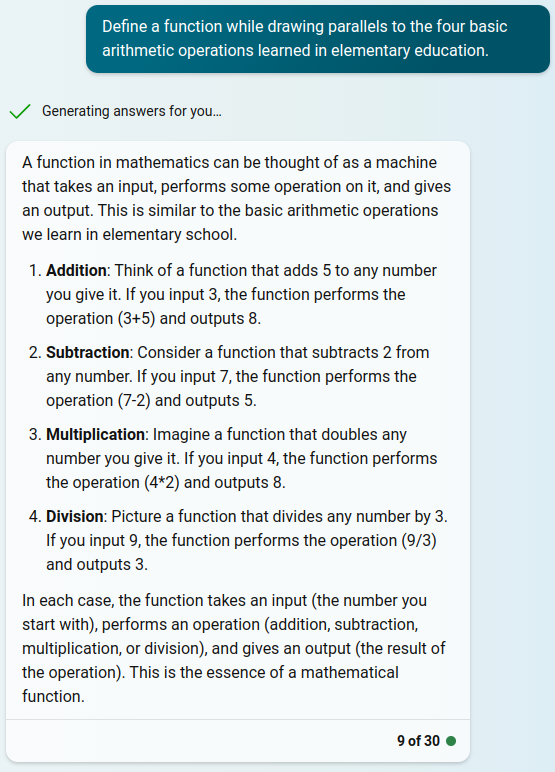 Define a function while drawing parallels to the four basic
arithmetic operations learned in elementary education.
Generating answers for you...
A function in mathematics can be thought of as a machine
that takes an input, performs some operation on it, and gives
an output. This is similar to the basic arithmetic operations
we learn in elementary school.
1. Addition: Think of a function that adds 5 to any number
you give it. If you input 3, the function performs the
operation (3+5) and outputs 8.
2. Subtraction: Consider a function that subtracts 2 from
any number. If you input 7, the function performs the
operation (7-2) and outputs 5.
3. Multiplication: Imagine a function that doubles any
number you give it. If you input 4, the function performs
the operation (4*2) and outputs 8.
4. Division: Picture a function that divides any number by 3.
If you input 9, the function performs the operation (9/3)
and outputs 3.
In each case, the function takes an input (the number you
start with), performs an operation (addition, subtraction,
multiplication, or division), and gives an output (the result of
the operation). This is the essence of a mathematical
function.
9 of 30